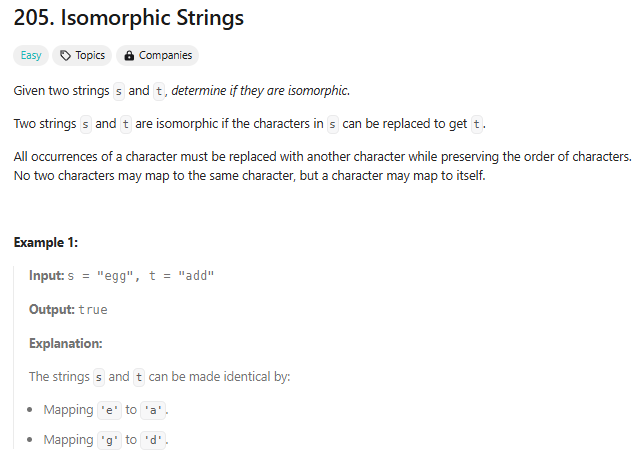 205. Isomorphic Strings
Easy Topics Companies
Given two strings s and t, determine if they are isomorphic.
Two strings s and t are isomorphic if the characters in s can be replaced to get t.
All occurrences of a character must be replaced with another character while preserving the order of characters.
No two characters may map to the same character, but a character may map to itself.
Example 1:
Input: s = "egg", t = "add"
Output: true
Explanation:
The strings s and t can be made identical by:
• Mapping 'e' to 'a'.
• Mapping 'g' to 'd'.